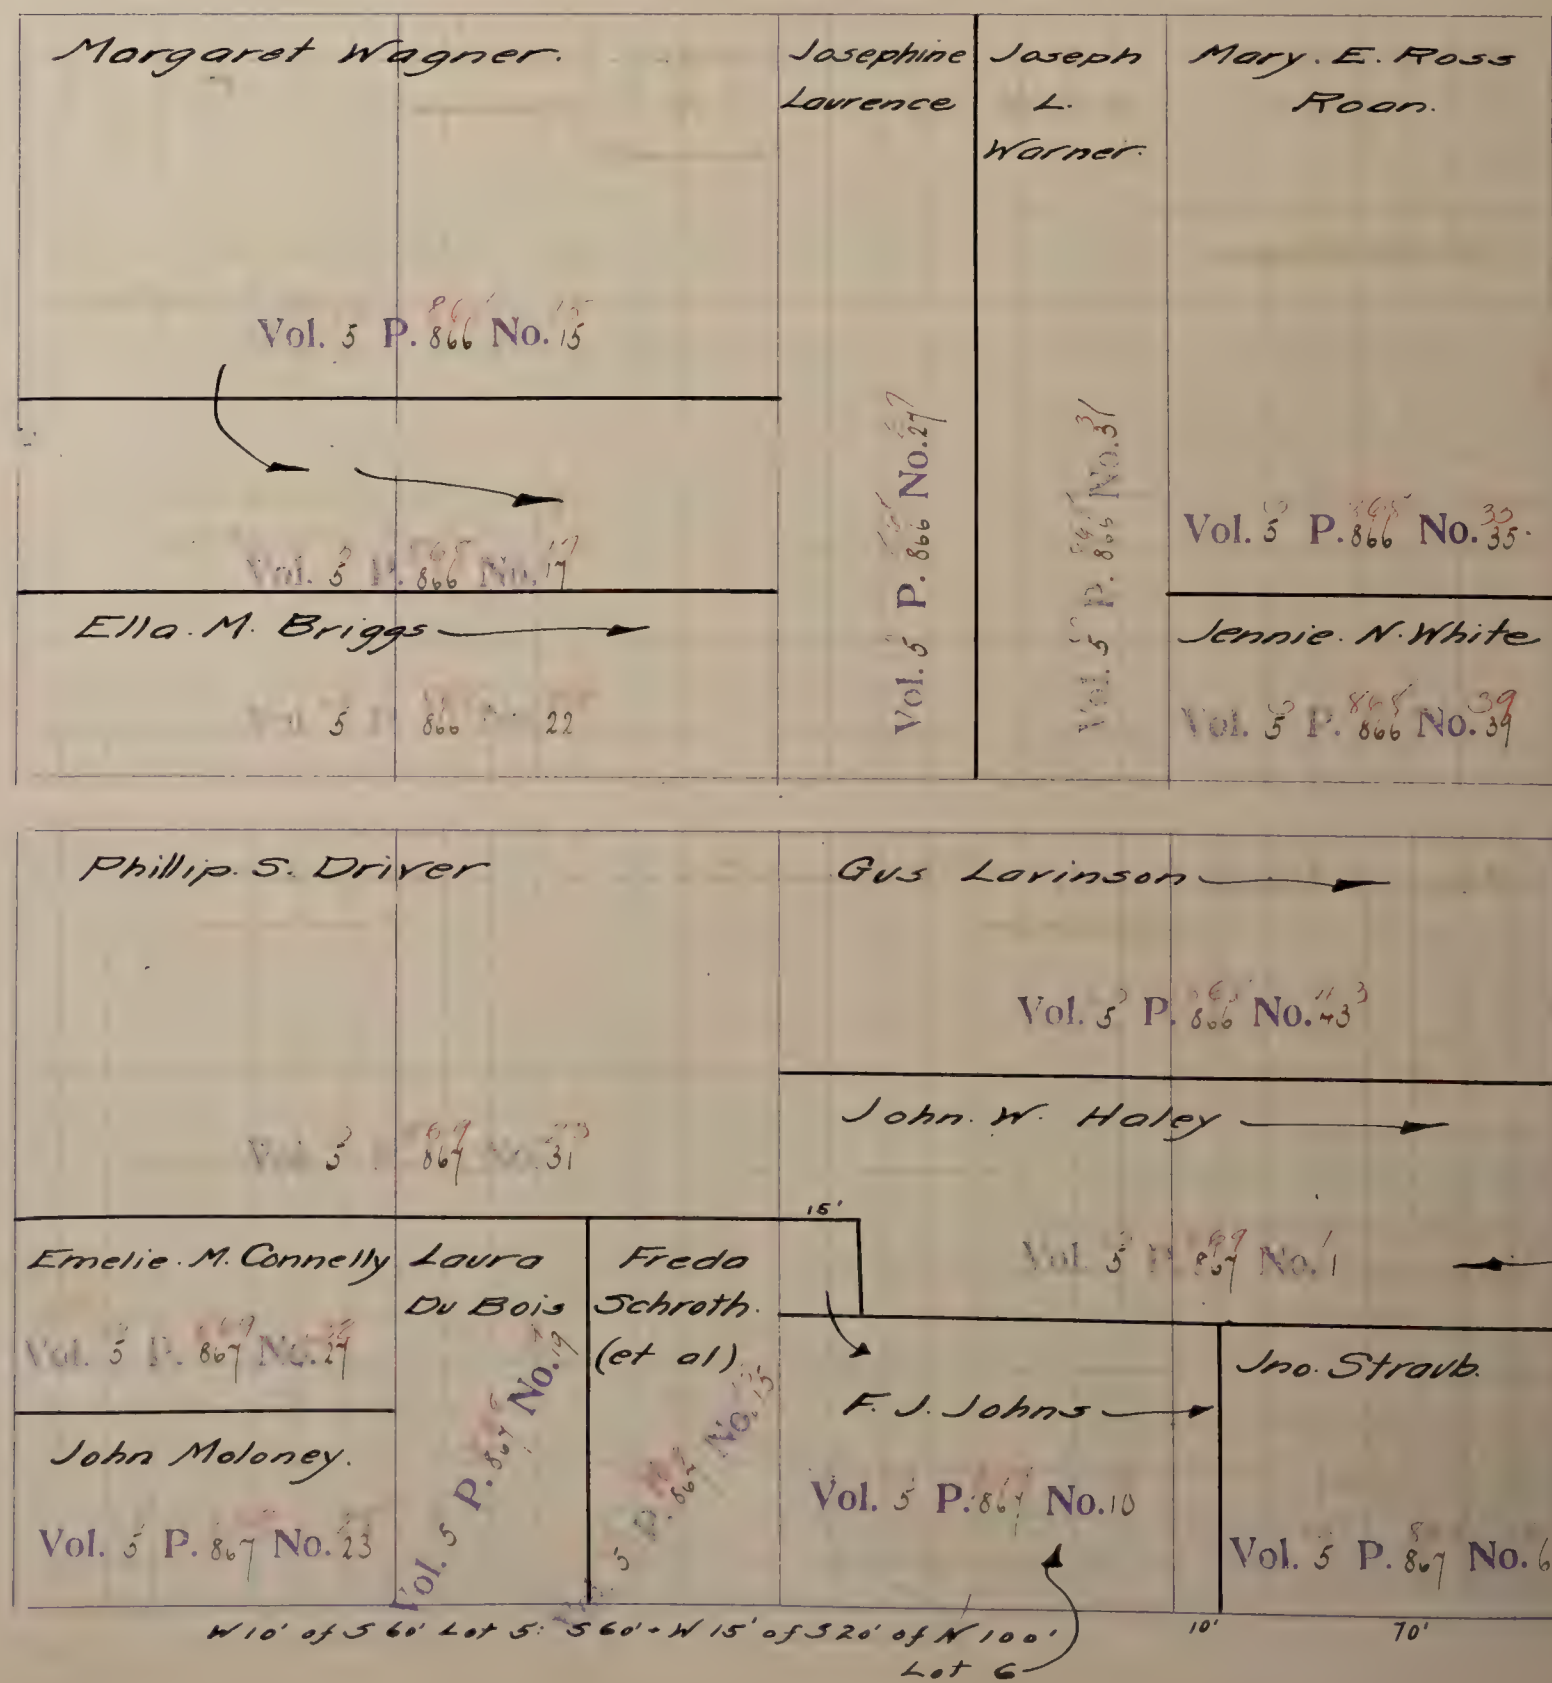 Margaret Wagner.
Vol. 5 P. 866 No. 15
Vol. 5 P. 866 No. 17
Ella. M. Briggs
5 866 22
Josephine
Laurence
Vol. 5 P. 866 No. 27
Joseph
L.
Warner.
Vol. 5 P. 866 No. 31
Mary. E. Ross
Roan.
Vol. 5 P. 866 No. 35.
Jennie. N. White
Vol. 5 P. 866 No. 39
Phillip. S. Driver
Vol. 5 867 No. 31
Gus Lavinson
Vol. 5 P. 866 No. 43
John. W. Haley
15'
Vol. 5 P. 867 No. 1
Emelie. M. Connelly
Vol. 5 P. 867 No. 27
John Moloney.
Vol. 5 P. 867 No. 23
Laura
Du Bois
Vol. 5 P. 867 No. 19
Freda
Schroth.
(et al)
5 P. 867 No. 15
F. J. Johns
Vol. 5 P. 867 No. 10
Jno. Straub.
Vol. 5 P. 867 No. 6
W 10' of S 60' Lot 5: S 60' + W 15' of S 20' of N 100'
Lot 6
10'
70'